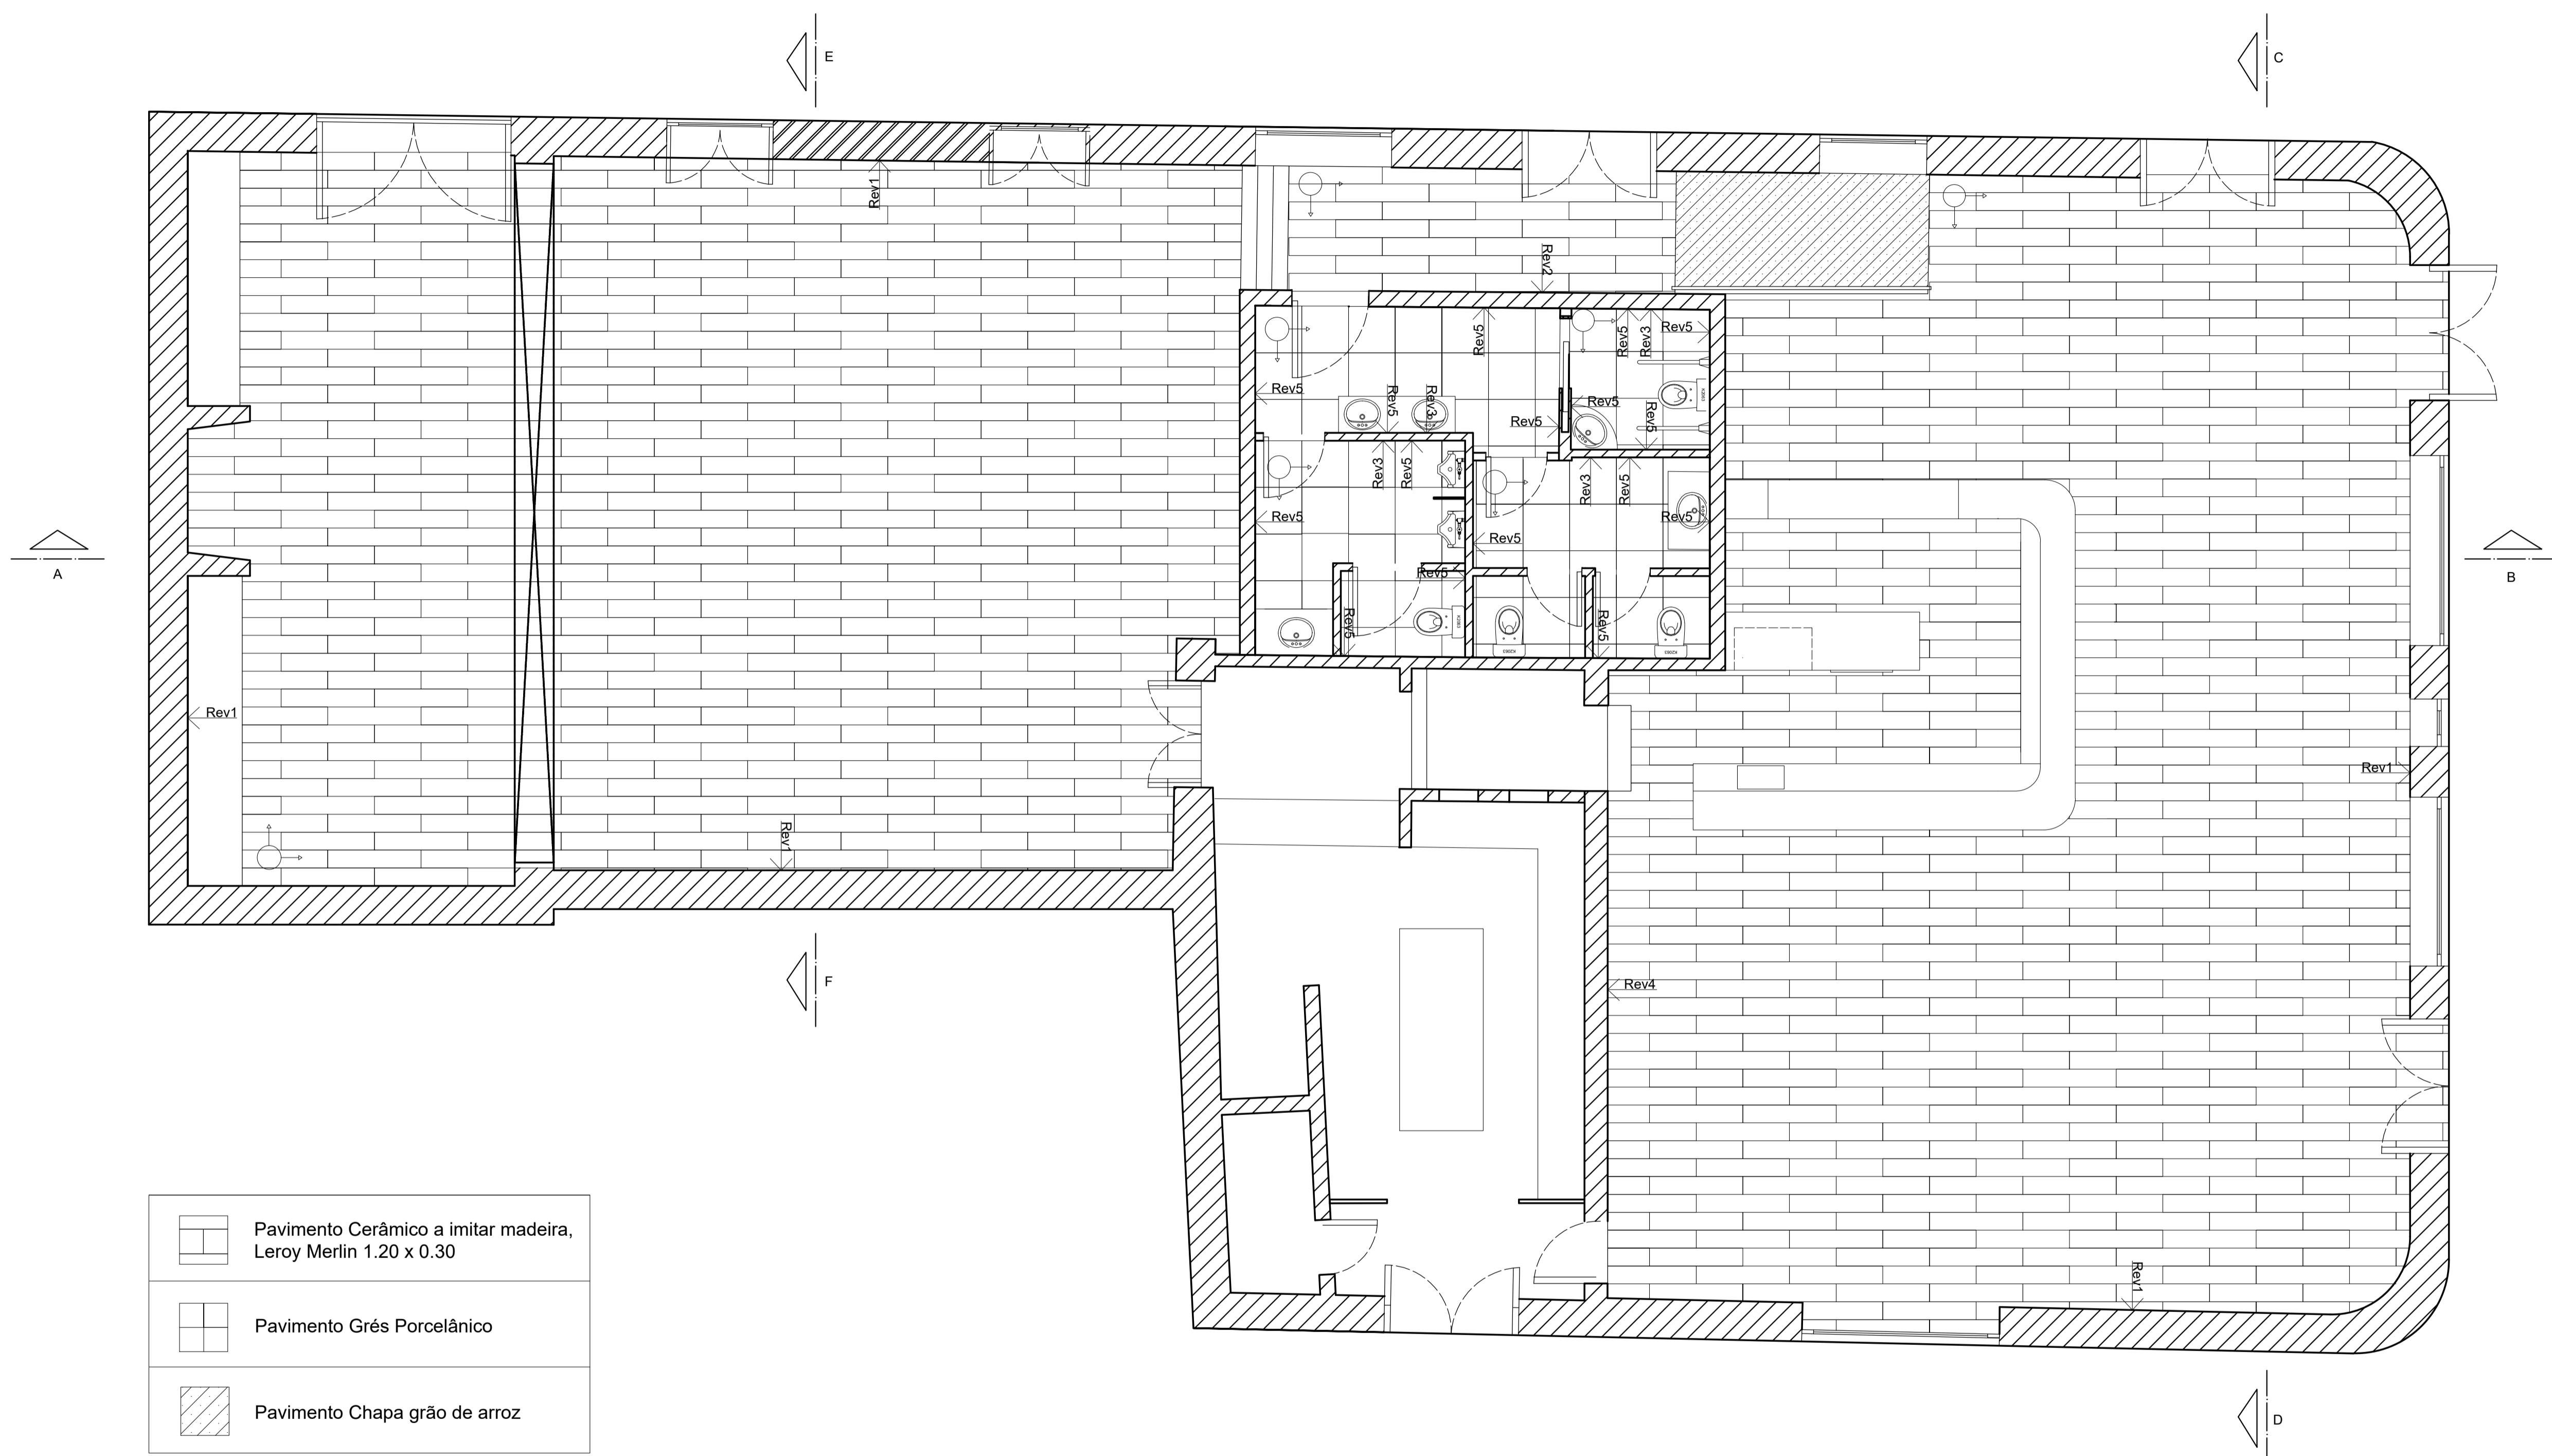 E
C
Rev1
Rev2
Rev5
Rev5
Rev3
Rev5
Rev5
Rev5
Rev3
Rev5
Rev5
Rev5
Rev3
Rev5
Rev3
Rev5
Rev5
Rev5
Rev5
Rev5
Rev5
Rev5
A
B
Rev1
Rev1
Rev1
Rev4
F
Rev1
D
Pavimento Cerâmico a imitar madeira,
Leroy Merlin 1.20 x 0.30
Pavimento Grés Porcelânico
Pavimento Chapa grão de arroz